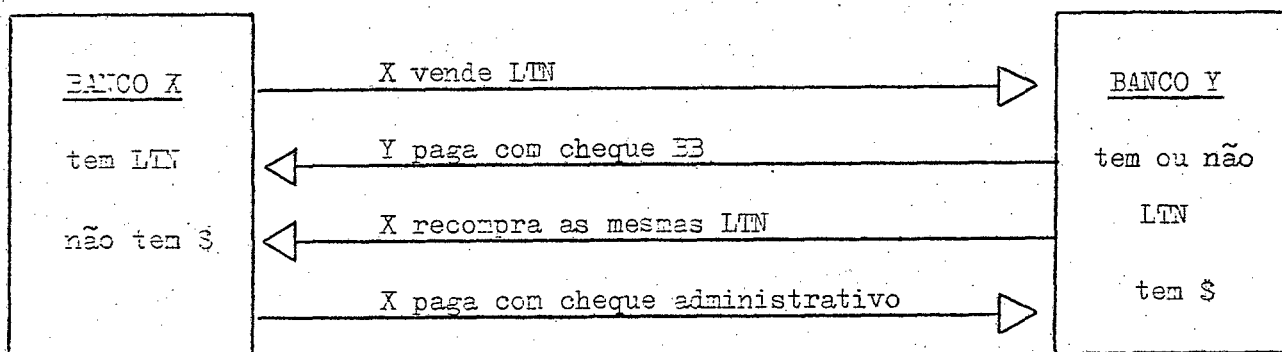 BANCO X
tem LTN
não tem $
X vende LTN
Y paga com cheque BB
X recompra as mesmas LTN
X paga com cheque administrativo
BANCO Y
tem ou não
LTN
tem $